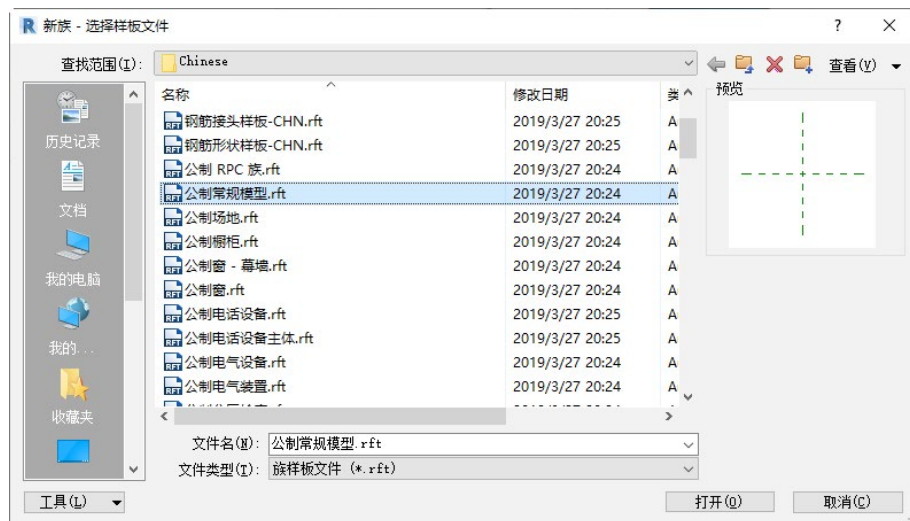 新族 - 选择样板文件
查找范围(I):
Chinese
查看(V)
历史记录
文档
我的电脑
我的...
收藏夹
名称 修改日期 类
钢筋接头样板-CHN.rft 2019/3/27 20:25 A
钢筋形状样板-CHN.rft 2019/3/27 20:25 A
公制 RPC 族.rft 2019/3/27 20:24 A
公制常规模型.rft 2019/3/27 20:24 A
公制场地.rft 2019/3/27 20:24 A
公制橱柜.rft 2019/3/27 20:24 A
公制窗 - 幕墙.rft 2019/3/27 20:24 A
公制窗.rft 2019/3/27 20:24 A
公制电话设备.rft 2019/3/27 20:25 A
公制电话设备主体.rft 2019/3/27 20:25 A
公制电气设备.rft 2019/3/27 20:24 A
公制电气装置.rft 2019/3/27 20:24 A
预览
文件名(N): 公制常规模型.rft
文件类型(T): 族样板文件 (*.rft)
工具(L)
打开(O)
取消(C)